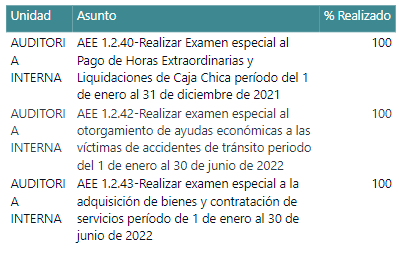 Unidad Asunto % Realizado
AUDITORI AEE 1.2.40-Realizar Examen especial al 100
A Pago de Horas Extraordinarias y
INTERNA Liquidaciones de Caja Chica período del 1
de enero al 31 de diciembre de 2021
AUDITORI AEE 1.2.42-Realizar examen especial al 100
A otorgamiento de ayudas económicas a las
INTERNA víctimas de accidentes de tránsito periodo
del 1 de enero al 30 de junio de 2022
AUDITORI AEE 1.2.43-Realizar examen especial a la 100
A adquisición de bienes y contratación de
INTERNA servicios período de 1 de enero al 30 de
junio de 2022